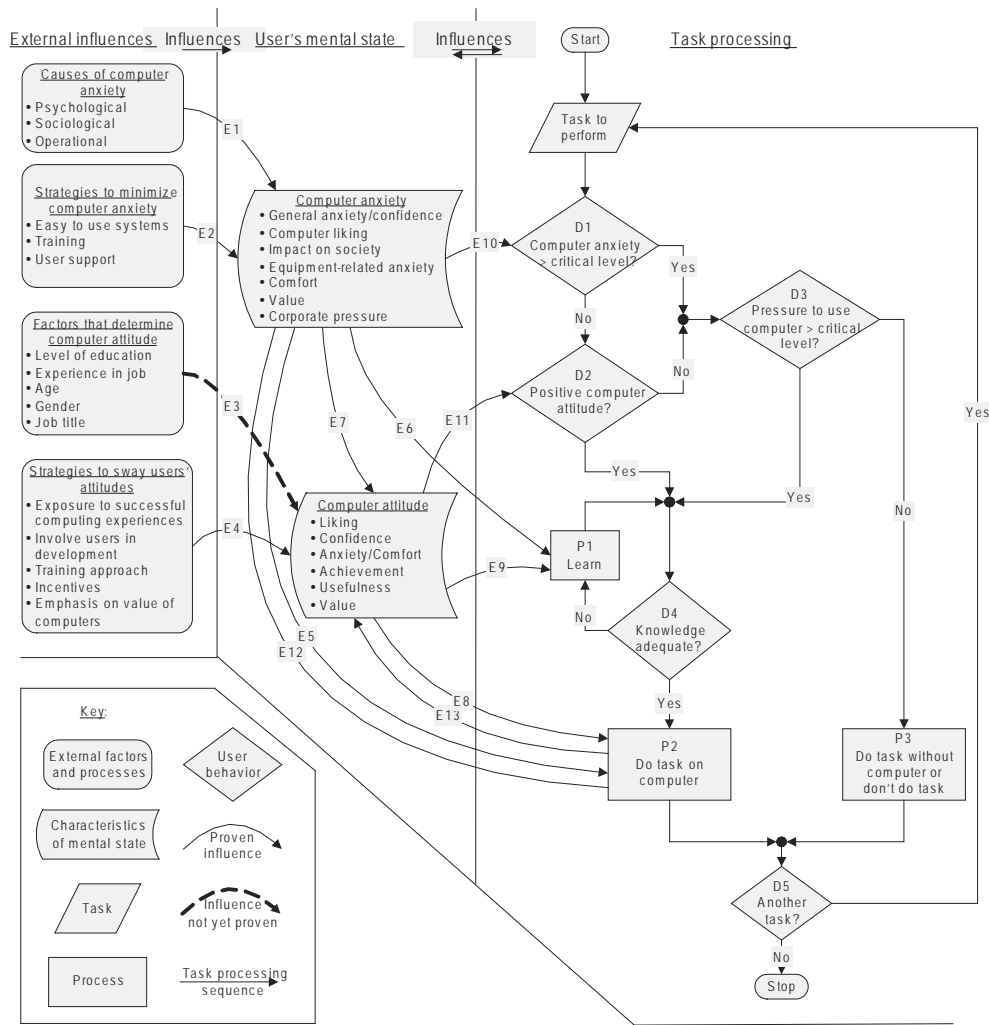 External influences
Influences
User's mental state
Influences
Task processing
Causes of computer
anxiety
• Psychological
• Sociological
• Operational
Strategies to minimize
computer anxiety
• Easy to use systems
• Training
• User support
Factors that determine
computer attitude
• Level of education
• Experience in job
• Age
• Gender
• Job title
Strategies to sway users'
attitudes
• Exposure to successful
computing experiences
• Involve users in
development
• Training approach
• Incentives
• Emphasis on value of
computers
E1
E2
E3
E4
Computer anxiety
• General anxiety/confidence
• Computer liking
• Impact on society
• Equipment-related anxiety
• Comfort
• Value
• Corporate pressure
Computer attitude
• Liking
• Confidence
• Anxiety/Comfort
• Achievement
• Usefulness
• Value
E10
E7
E6
E11
E9
E5
E12
E8
E13
Start
Task to
perform
D1
Computer anxiety
> critical level?
Yes
No
D2
Positive computer
attitude?
No
Yes
D3
Pressure to use
computer > critical
level?
Yes
No
Yes
P1
Learn
No
D4
Knowledge
adequate?
Yes
P2
Do task on
computer
P3
Do task without
computer or
don't do task
D5
Another
task?
No
Stop
Key:
External factors
and processes
User
behavior
Characteristics
of mental state
Proven
influence
Task
Influence
not yet proven
Process
Task processing
sequence